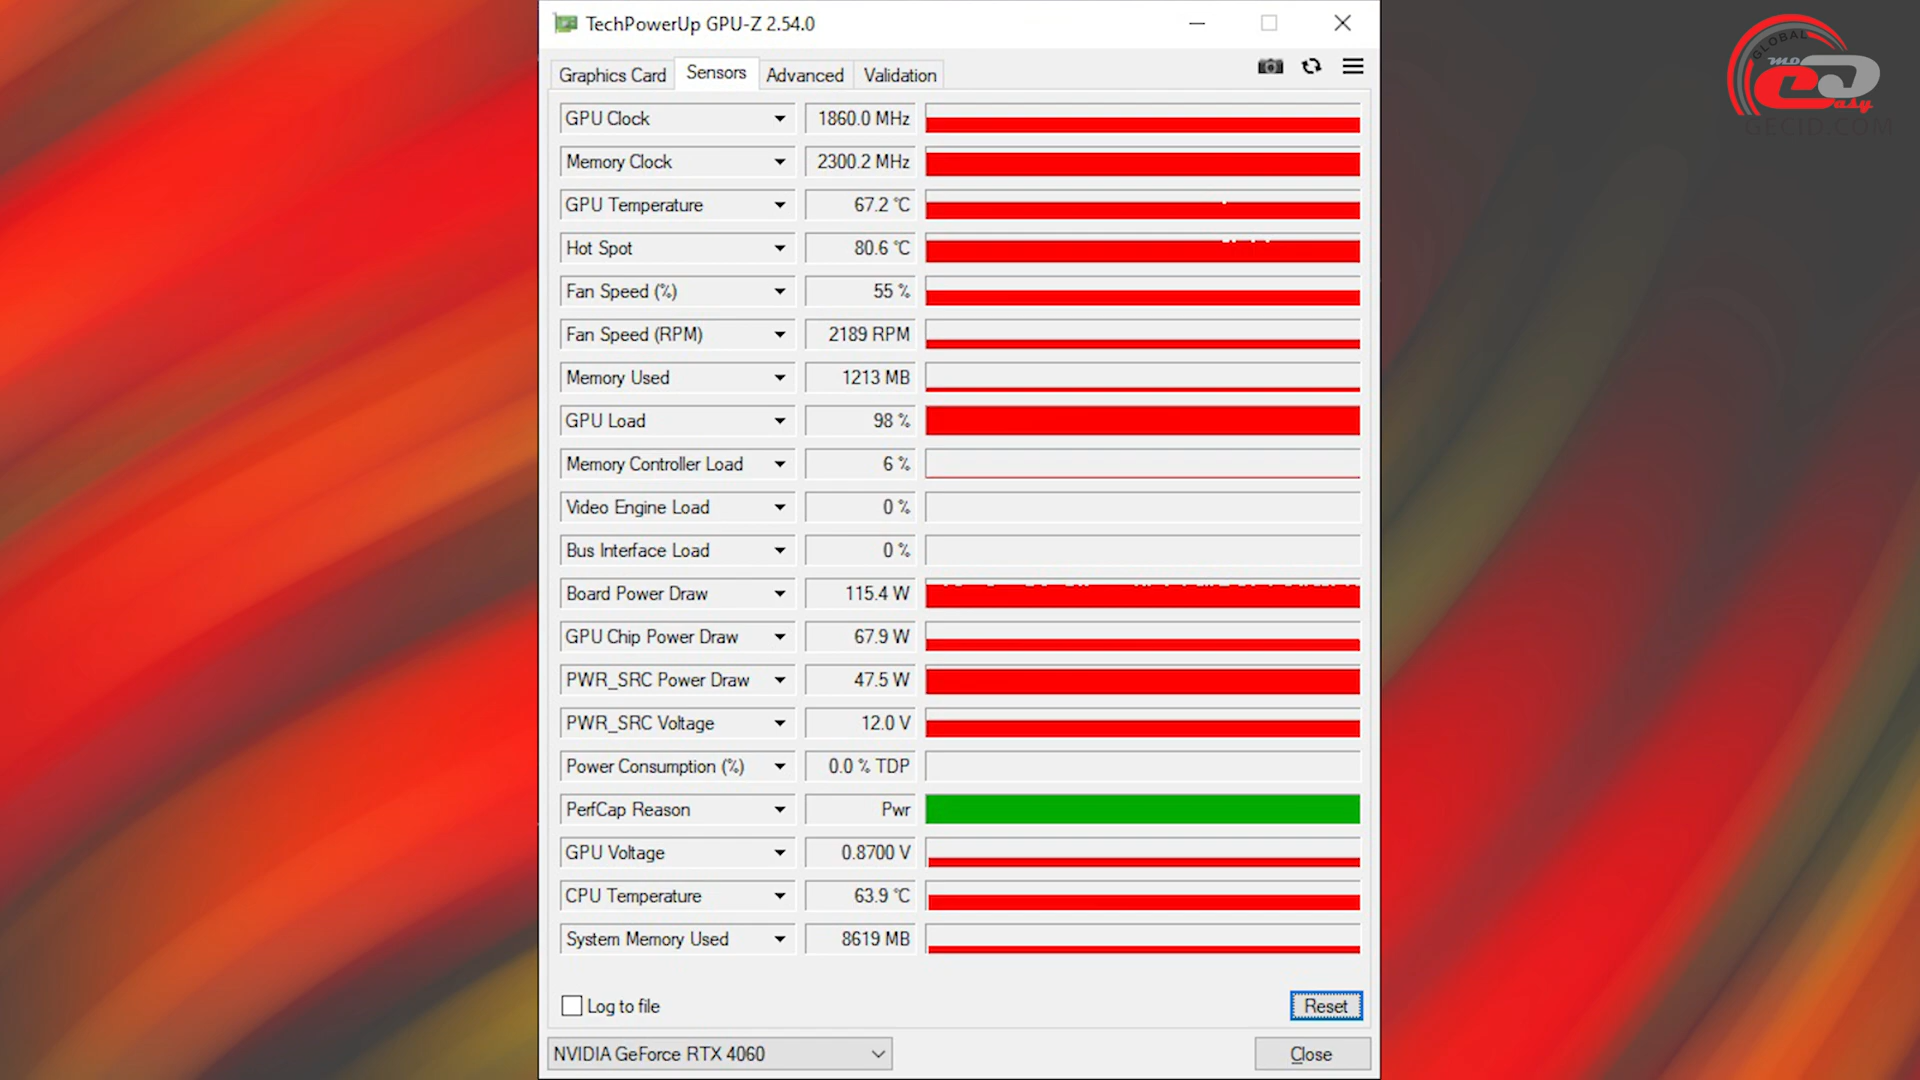 TechPowerUp GPU-Z 2.54.0
GLOBAL
MD
easy
GECID.COM
Graphics Card Sensors Advanced Validation
GPU Clock 1860.0 MHz
Memory Clock 2300.2 MHz
GPU Temperature 67.2 °C
Hot Spot 80.6 °C
Fan Speed (%) 55 %
Fan Speed (RPM) 2189 RPM
Memory Used 1213 MB
GPU Load 98 %
Memory Controller Load 6 %
Video Engine Load 0 %
Bus Interface Load 0 %
Board Power Draw 115.4 W
GPU Chip Power Draw 67.9 W
PWR_SRC Power Draw 47.5 W
PWR_SRC Voltage 12.0 V
Power Consumption (%) 0.0 % TDP
PerfCap Reason Pwr
GPU Voltage 0.8700 V
CPU Temperature 63.9 °C
System Memory Used 8619 MB
Log to file Reset
NVIDIA GeForce RTX 4060 Close